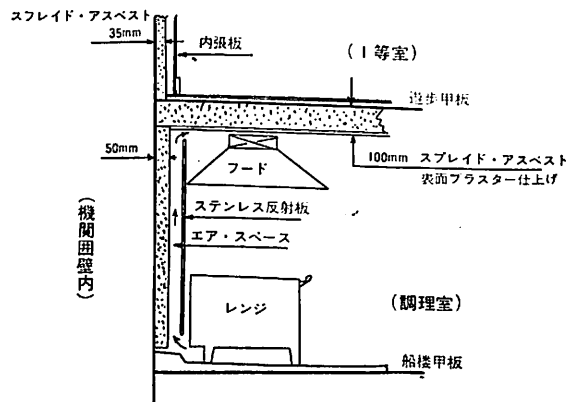 スプレイド・アスベスト
35mm
内張板
(I等室)
遊歩甲板
50mm
フード
100mm スプレイド・アスベスト
表面プラスター仕上げ
ステンレス反射板
エア・スペース
(機関囲壁内)
レンジ
(調理室)
船楼甲板